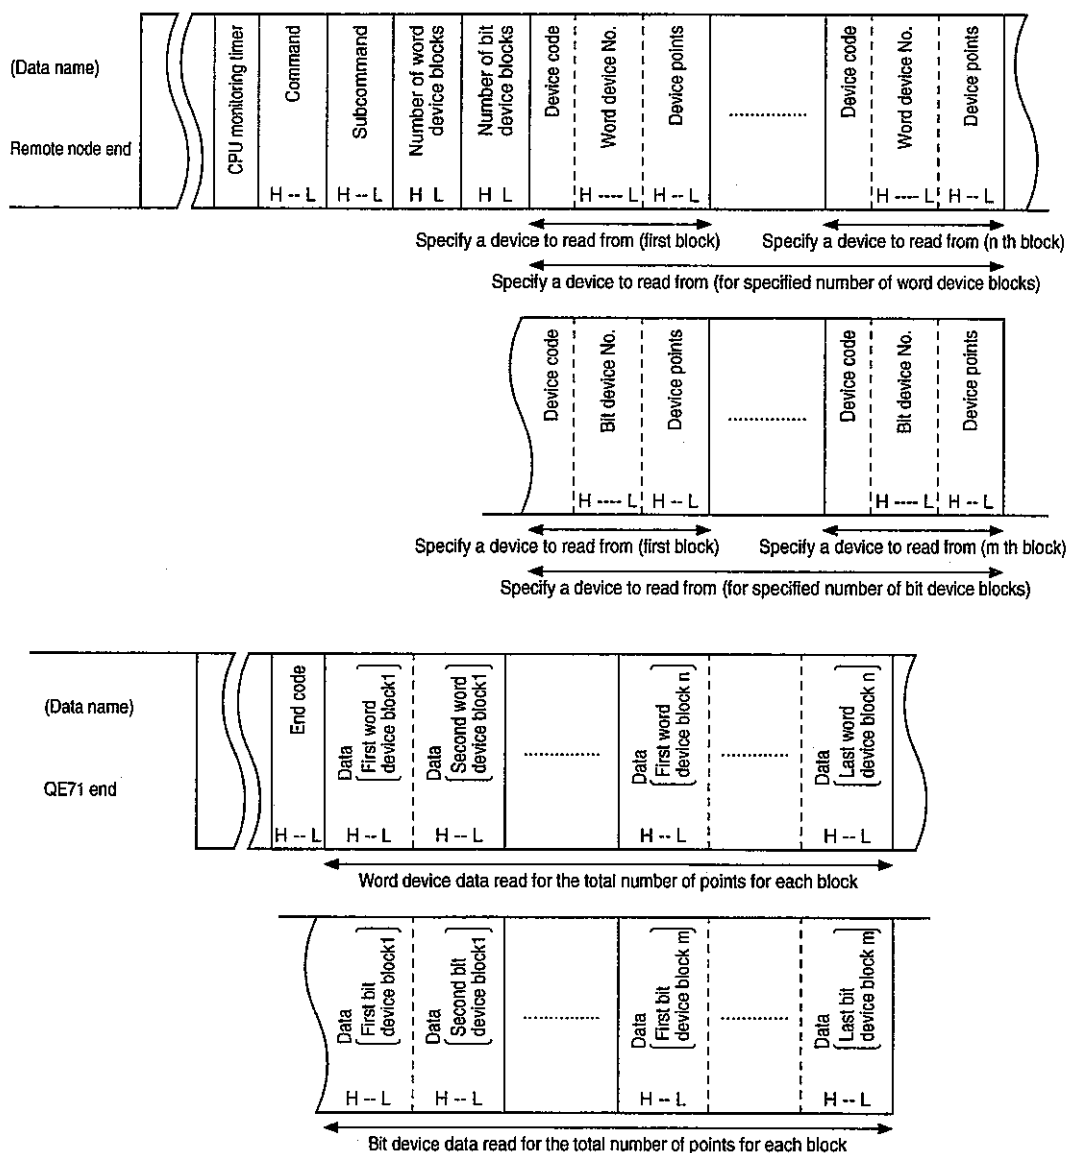 (Data name)
Remote node end
CPU monitoring timer
Command
H -- L
Subcommand
H -- L
Number of word
device blocks
H L
Number of bit
device blocks
H L
Device code
Word device No.
H ---- L
Device points
H -- L
Device code
Word device No.
H ---- L
Device points
H -- L
Specify a device to read from (first block)
Specify a device to read from (n th block)
Specify a device to read from (for specified number of word device blocks)
Device code
Bit device No.
H ---- L
Device points
H -- L
Device code
Bit device No.
H ---- L
Device points
H -- L
Specify a device to read from (first block)
Specify a device to read from (m th block)
Specify a device to read from (for specified number of bit device blocks)
(Data name)
QE71 end
End code
H -- L
Data
First word
device block1
H -- L
Data
Second word
device block1
H -- L
Data
First word
device block n
H -- L
Data
Last word
device block n
H -- L
Word device data read for the total number of points for each block
Data
First bit
device block1
H -- L
Data
Second bit
device block1
H -- L
Data
First bit
device block m
H -- L
Data
Last bit
device block m
H -- L
Bit device data read for the total number of points for each block